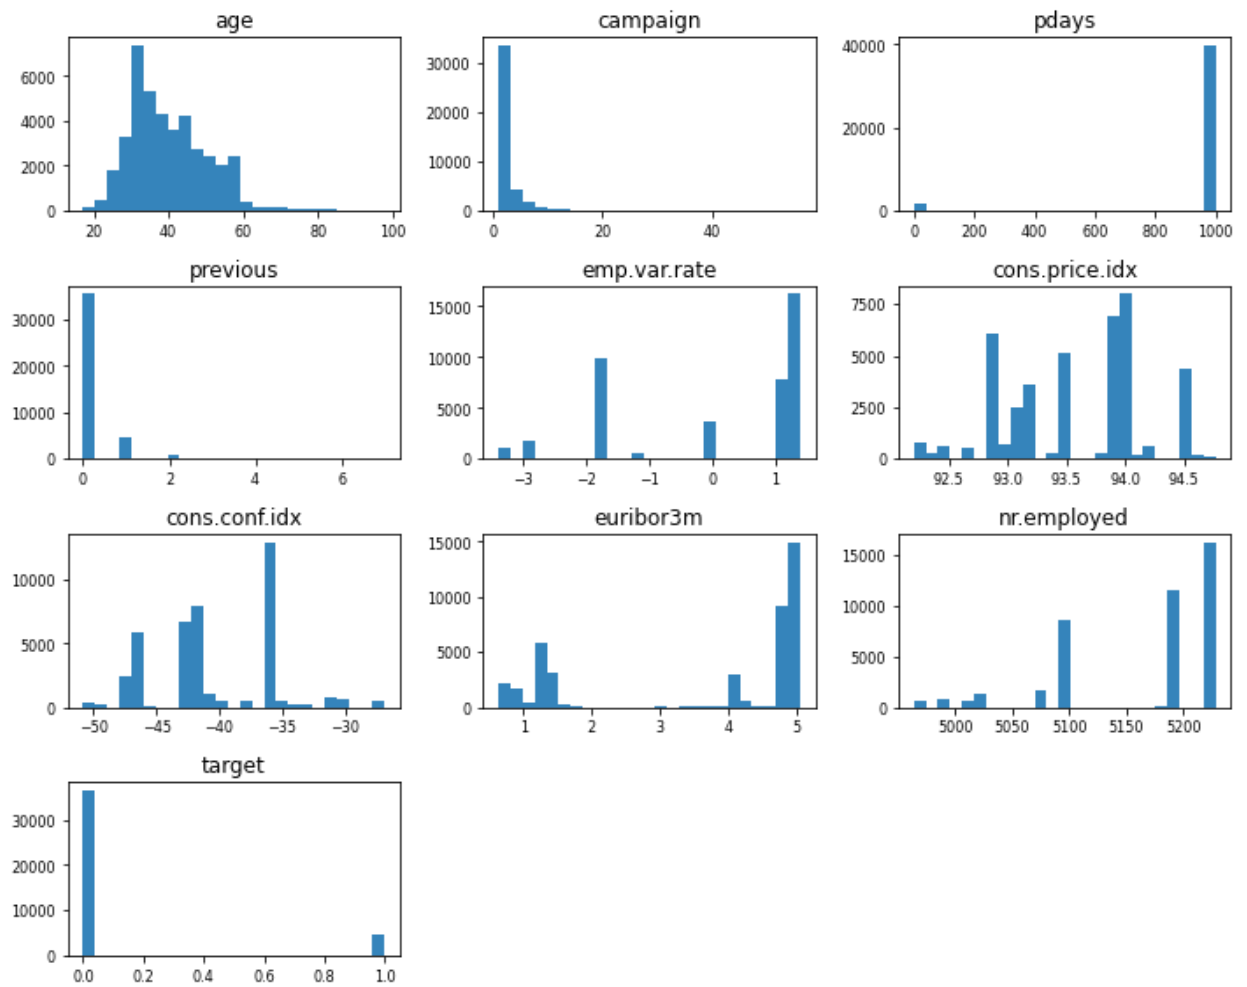 age
6000
4000
2000
0
20 40 60 80 100
campaign
30000
20000
10000
0
0 20 40
pdays
40000
20000
0
0 200 400 600 800 1000
previous
30000
20000
10000
0
0 2 4 6
emp.var.rate
15000
10000
5000
0
−3 −2 −1 0 1
cons.price.idx
7500
5000
2500
0
92.5 93.0 93.5 94.0 94.5
cons.conf.idx
10000
5000
0
−50 −45 −40 −35 −30
euribor3m
15000
10000
5000
0
1 2 3 4 5
nr.employed
15000
10000
5000
0
5000 5050 5100 5150 5200
target
30000
20000
10000
0
0.0 0.2 0.4 0.6 0.8 1.0